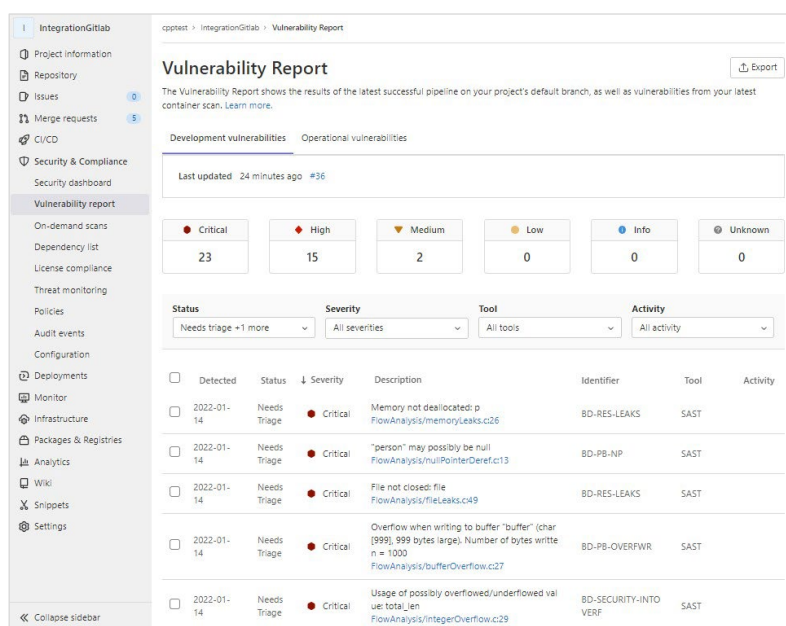 I IntegrationGitlab
Project information
Repository
Issues 0
Merge requests 5
CI/CD
Security & Compliance
Security dashboard
Vulnerability report
On-demand scans
Dependency list
License compliance
Threat monitoring
Policies
Audit events
Configuration
Deployments
Monitor
Infrastructure
Packages & Registries
Analytics
Wiki
Snippets
Settings
Collapse sidebar
cpptest > IntegrationGitlab > Vulnerability Report
Vulnerability Report
Export
The Vulnerability Report shows the results of the latest successful pipeline on your project's default branch, as well as vulnerabilities from your latest
container scan. Learn more.
Development vulnerabilities Operational vulnerabilities
Last updated 24 minutes ago #36
Critical High Medium Low Info Unknown
23 15 2 0 0 0
Status Severity Tool Activity
Needs triage +1 more All severities All tools All activity
Detected Status ↓ Severity Description Identifier Tool Activity
2022-01-14 Needs Triage Critical Memory not deallocated: p BD-RES-LEAKS SAST
FlowAnalysis/memoryLeaks.c:26
2022-01-14 Needs Triage Critical "person" may possibly be null BD-PB-NP SAST
FlowAnalysis/nullPointerDeref.c:13
2022-01-14 Needs Triage Critical File not closed: file BD-RES-LEAKS SAST
FlowAnalysis/fileLeaks.c:49
Overflow when writing to buffer "buffer" (char
[999], 999 bytes large). Number of bytes writte
2022-01-14 Needs Triage Critical n = 1000 BD-PB-OVERFWR SAST
FlowAnalysis/bufferOverflow.c:27
Usage of possibly overflowed/underflowed val
2022-01-14 Needs Triage Critical ue: total_len BD-SECURITY-INTOVERF SAST
FlowAnalysis/integerOverflow.c:29